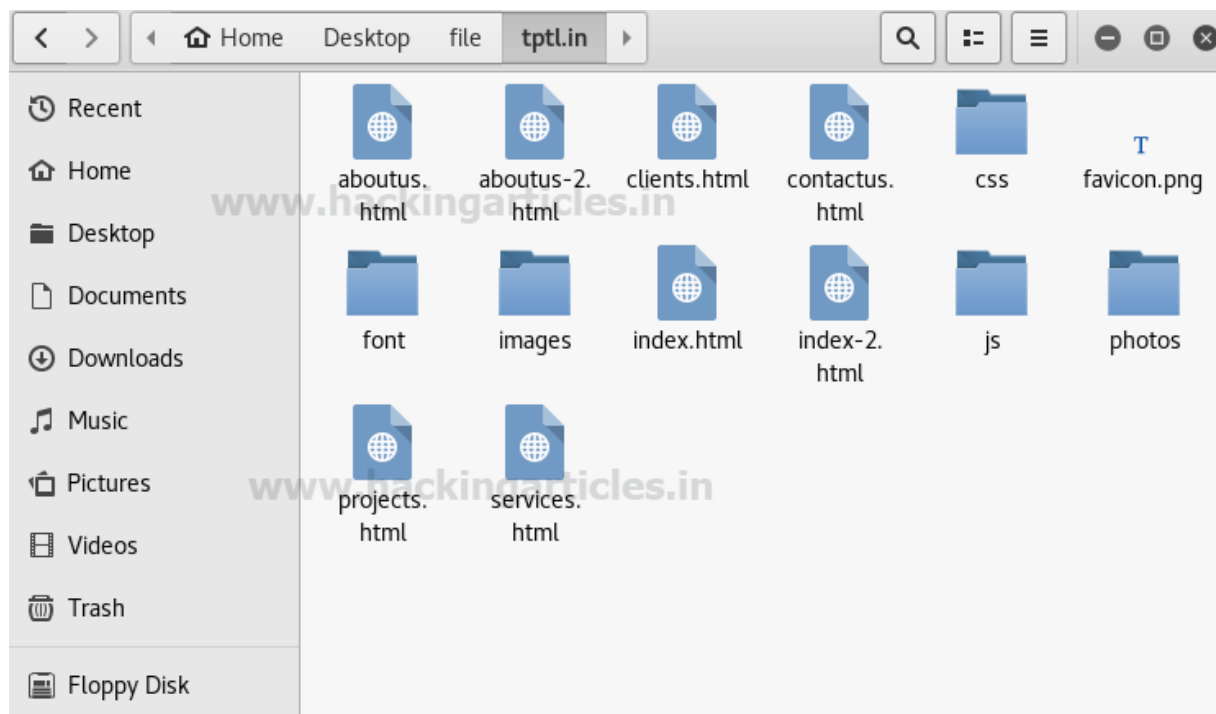 Home Desktop file tptl.in
Recent
Home
Desktop
Documents
Downloads
Music
Pictures
Videos
Trash
Floppy Disk
aboutus. aboutus-2. clients.html contactus. css favicon.png
html html html
www.hackingarticles.in
T
font images index.html index-2. js photos
html
projects. services.
html html
www.hackingarticles.in